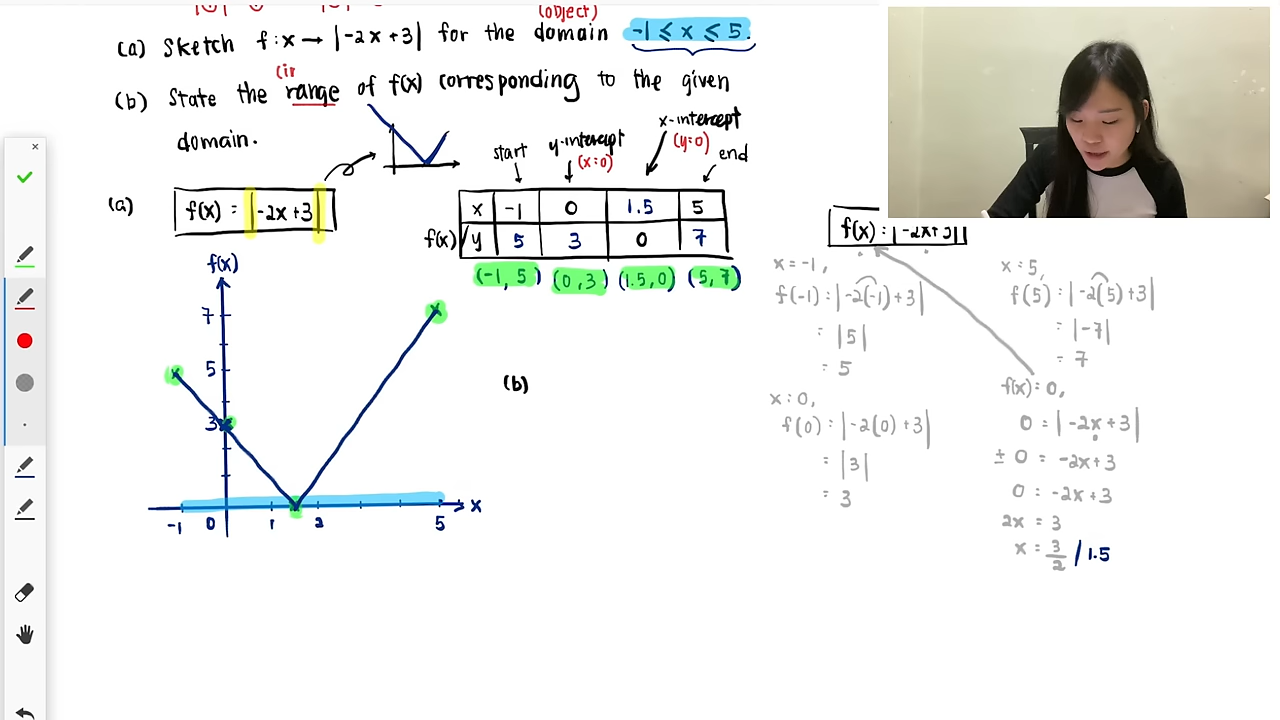 (object)
(a) Sketch f : x → |-2x+3| for the domain -1 ≤ x ≤ 5.
(b) State the range of f(x) corresponding to the given
domain.
start
y-intercept
(x=0)
x-intercept
(y=0)
end
(a) f(x) = |-2x+3|
x -1 0 1.5 5
f(x)/y 5 3 0 7
(-1, 5) (0, 3) (1.5, 0) (5, 7)
f(x)
7
5
3
-1 0 1 2 5 x
(b)
f(x) = |-2x+3|
x = -1,
f(-1) = |-2(-1)+3|
= |5|
= 5
x = 0,
f(0) = |-2(0)+3|
= |3|
= 3
x = 5,
f(5) = |-2(5)+3|
= |-7|
= 7
f(x) = 0,
0 = |-2x+3|
± 0 = -2x+3
0 = -2x+3
2x = 3
x = 3/2 / 1.5